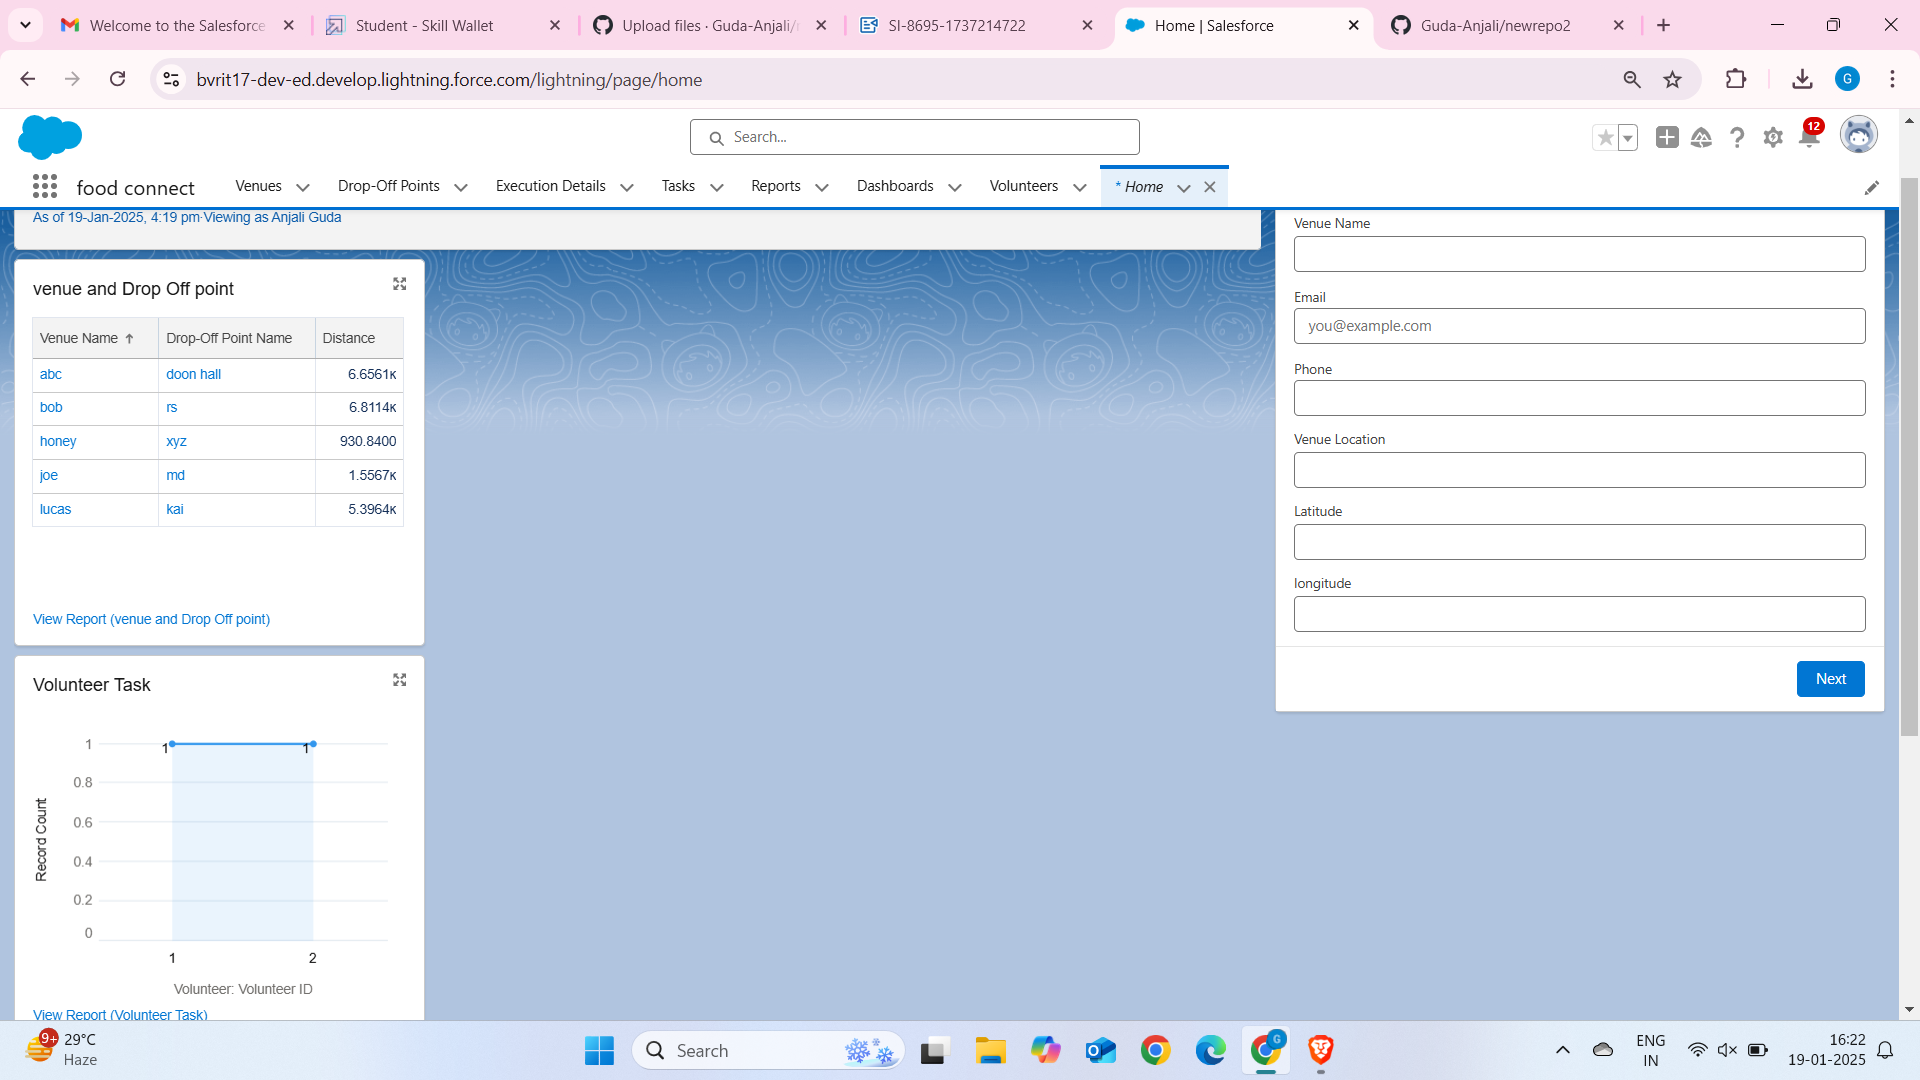 Welcome to the Salesforce
Student - Skill Wallet
Upload files · Guda-Anjali/
SI-8695-1737214722
Home | Salesforce
Guda-Anjali/newrepo2
bvrit17-dev-ed.develop.lightning.force.com/lightning/page/home
G
Search...
12
food connect
Venues
Drop-Off Points
Execution Details
Tasks
Reports
Dashboards
Volunteers
* Home
As of 19-Jan-2025, 4:19 pm·Viewing as Anjali Guda
venue and Drop Off point
Venue Name ↑ Drop-Off Point Name Distance
abc doon hall 6.6561K
bob rs 6.8114K
honey xyz 930.8400
joe md 1.5567K
lucas kai 5.3964K
View Report (venue and Drop Off point)
Volunteer Task
1
0.8
0.6
0.4
0.2
0
Record Count
1 1
1 2
Volunteer: Volunteer ID
View Report (Volunteer Task)
Venue Name
Email
you@example.com
Phone
Venue Location
Latitude
longitude
Next
9+
29°C
Haze
Search
G
ENG
IN
16:22
19-01-2025